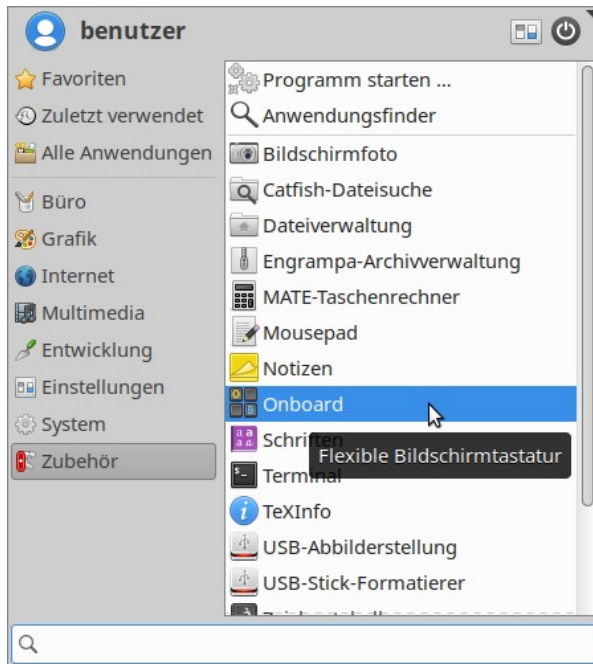 benutzer
Favoriten
Zuletzt verwendet
Alle Anwendungen
Büro
Grafik
Internet
Multimedia
Entwicklung
Einstellungen
System
Zubehör
Programm starten ...
Anwendungsfinder
Bildschirmfoto
Catfish-Dateisuche
Dateiverwaltung
Engrampa-Archivverwaltung
MATE-Taschenrechner
Mousepad
Notizen
Onboard
Schriften
Flexible Bildschirmtastatur
Terminal
TeXInfo
USB-Abbilderstellung
USB-Stick-Formatierer